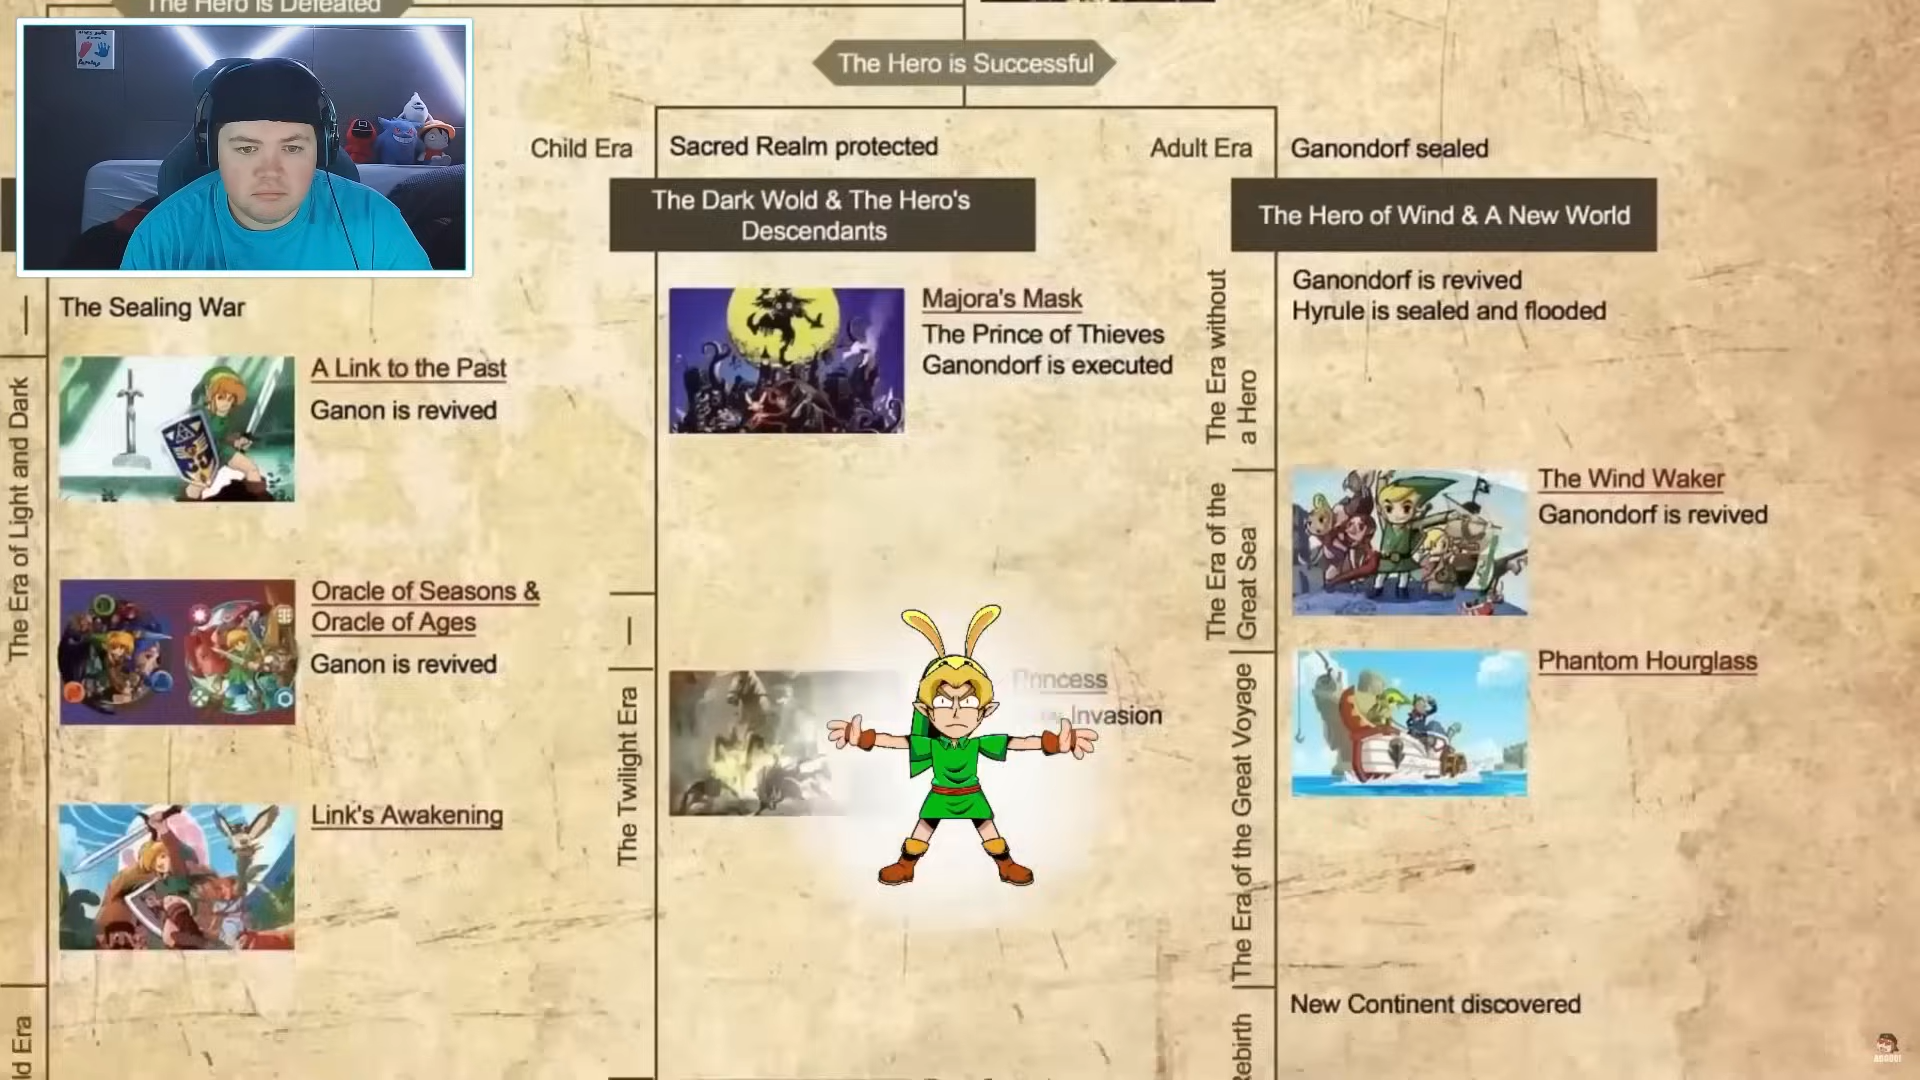 The Hero is Defeated
The Hero is Successful
Child Era
Sacred Realm protected
Adult Era
Ganondorf sealed
The Dark Wold & The Hero's
Descendants
The Hero of Wind & A New World
The Sealing War
The Era of Light and Dark
A Link to the Past
Ganon is revived
Oracle of Seasons &
Oracle of Ages
Ganon is revived
Link's Awakening
ld Era
Majora's Mask
The Prince of Thieves
Ganondorf is executed
The Twilight Era
Princess
Invasion
The Era without
a Hero
Ganondorf is revived
Hyrule is sealed and flooded
The Era of the
Great Sea
The Wind Waker
Ganondorf is revived
The Era of the Great Voyage
Phantom Hourglass
Rebirth
New Continent discovered